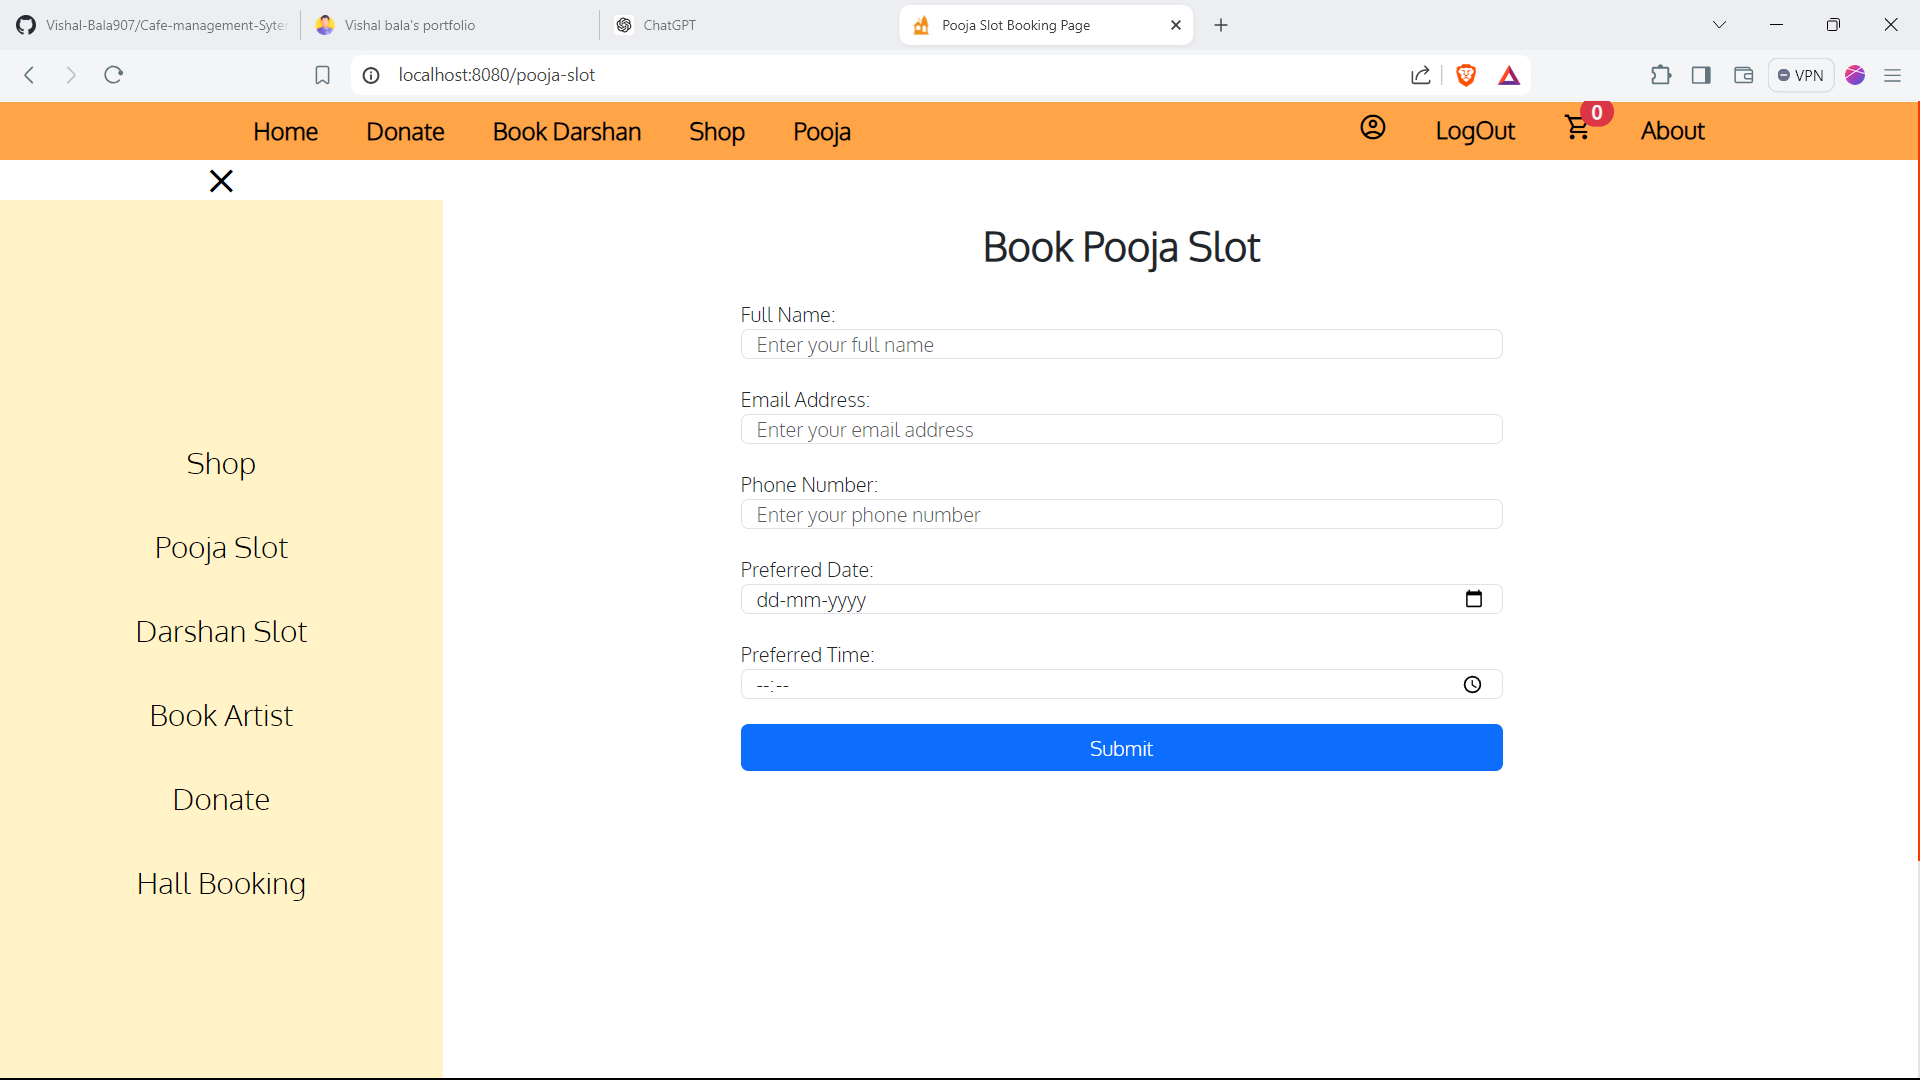 Vishal-Bala907/Cafe-management-Syte
Vishal bala's portfolio
ChatGPT
Pooja Slot Booking Page
localhost:8080/pooja-slot
VPN
Home Donate Book Darshan Shop Pooja LogOut 0 About
Book Pooja Slot
Full Name:
Enter your full name
Email Address:
Enter your email address
Phone Number:
Enter your phone number
Preferred Date:
dd-mm-yyyy
Preferred Time:
--:--
Submit
Shop
Pooja Slot
Darshan Slot
Book Artist
Donate
Hall Booking